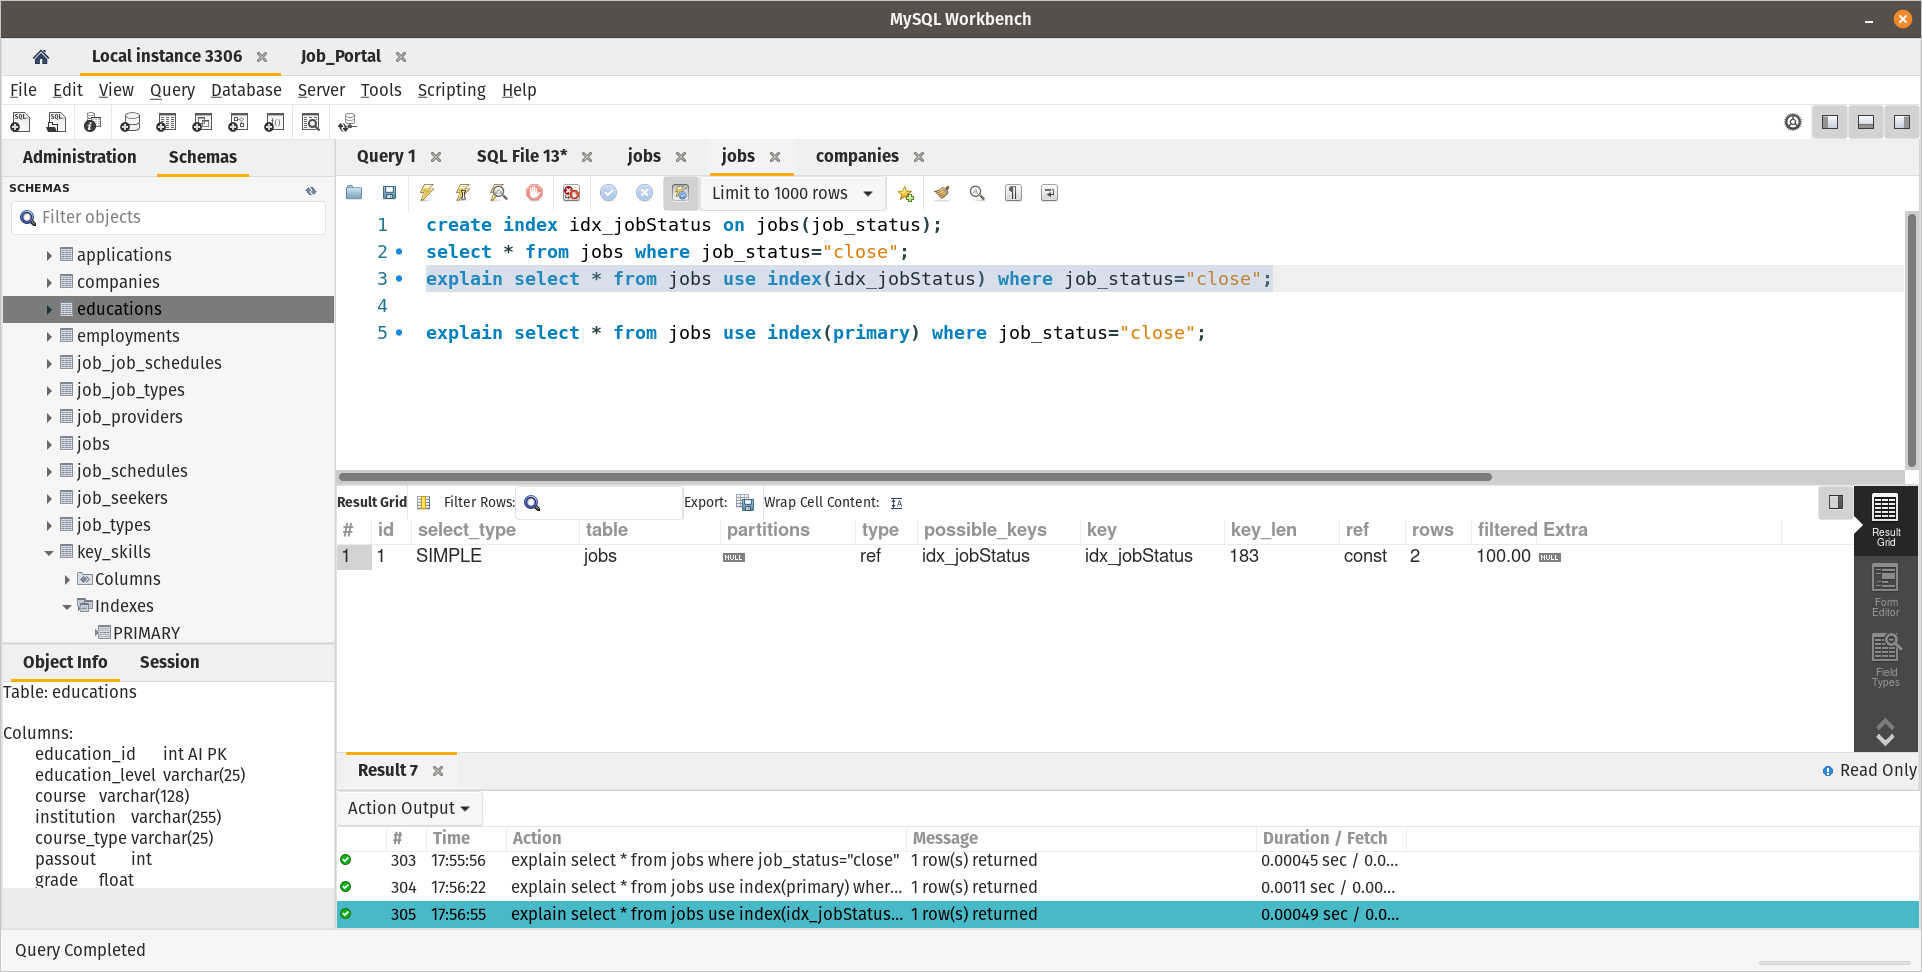 MySQL Workbench
Local instance 3306
Job_Portal
File Edit View Query Database Server Tools Scripting Help
Administration
Schemas
SCHEMAS
Filter objects
applications
companies
educations
employments
job_job_schedules
job_job_types
job_providers
jobs
job_schedules
job_seekers
job_types
key_skills
Columns
Indexes
PRIMARY
Object Info
Session
Table: educations
Columns:
education_id int AI PK
education_level varchar(25)
course varchar(128)
institution varchar(255)
course_type varchar(25)
passout int
grade float
Query 1
SQL File 13*
jobs
jobs
companies
Limit to 1000 rows
1 create index idx_jobStatus on jobs(job_status);
2 select * from jobs where job_status="close";
3 explain select * from jobs use index(idx_jobStatus) where job_status="close";
4
5 explain select * from jobs use index(primary) where job_status="close";
Result Grid Filter Rows: Export: Wrap Cell Content:
# id select_type table partitions type possible_keys key key_len ref rows filtered Extra
1 1 SIMPLE jobs NULL ref idx_jobStatus idx_jobStatus 183 const 2 100.00 NULL
Result Grid
Form Editor
Field Types
Result 7
Read Only
Action Output
# Time Action Message Duration / Fetch
303 17:55:56 explain select * from jobs where job_status="close" 1 row(s) returned 0.00045 sec / 0.0...
304 17:56:22 explain select * from jobs use index(primary) wher... 1 row(s) returned 0.0011 sec / 0.00...
305 17:56:55 explain select * from jobs use index(idx_jobStatus... 1 row(s) returned 0.00049 sec / 0.0...
Query Completed